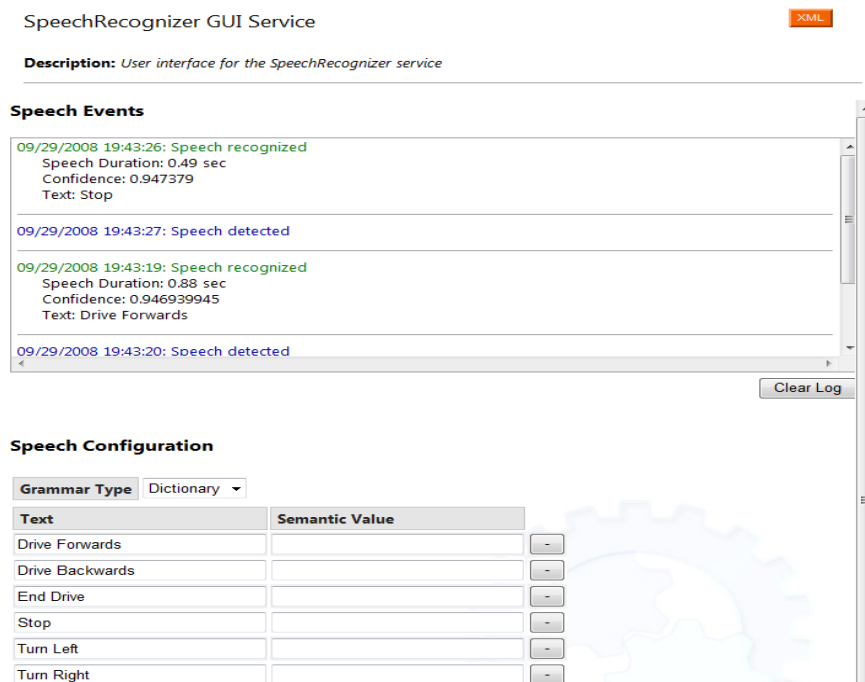 SpeechRecognizer GUI Service
XML
Description: User interface for the SpeechRecognizer service
Speech Events
09/29/2008 19:43:26: Speech recognized
Speech Duration: 0.49 sec
Confidence: 0.947379
Text: Stop
09/29/2008 19:43:27: Speech detected
09/29/2008 19:43:19: Speech recognized
Speech Duration: 0.88 sec
Confidence: 0.946939945
Text: Drive Forwards
09/29/2008 19:43:20: Speech detected
Clear Log
Speech Configuration
Grammar Type Dictionary
Text Semantic Value
Drive Forwards -
Drive Backwards -
End Drive -
Stop -
Turn Left -
Turn Right -